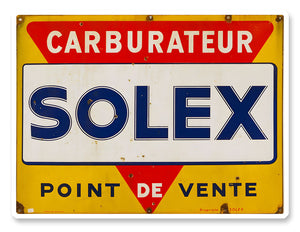 CARBURATEUR
SOLEX
POINT DE VENTE